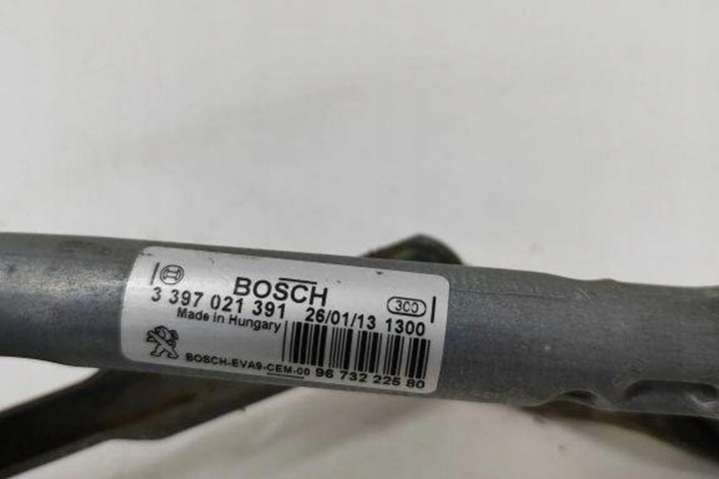 BOSCH
300
3 397 021 391 26/01/13 1300
Made in Hungary
BOSCH-EVA9-CEM-00 96 732 225 80